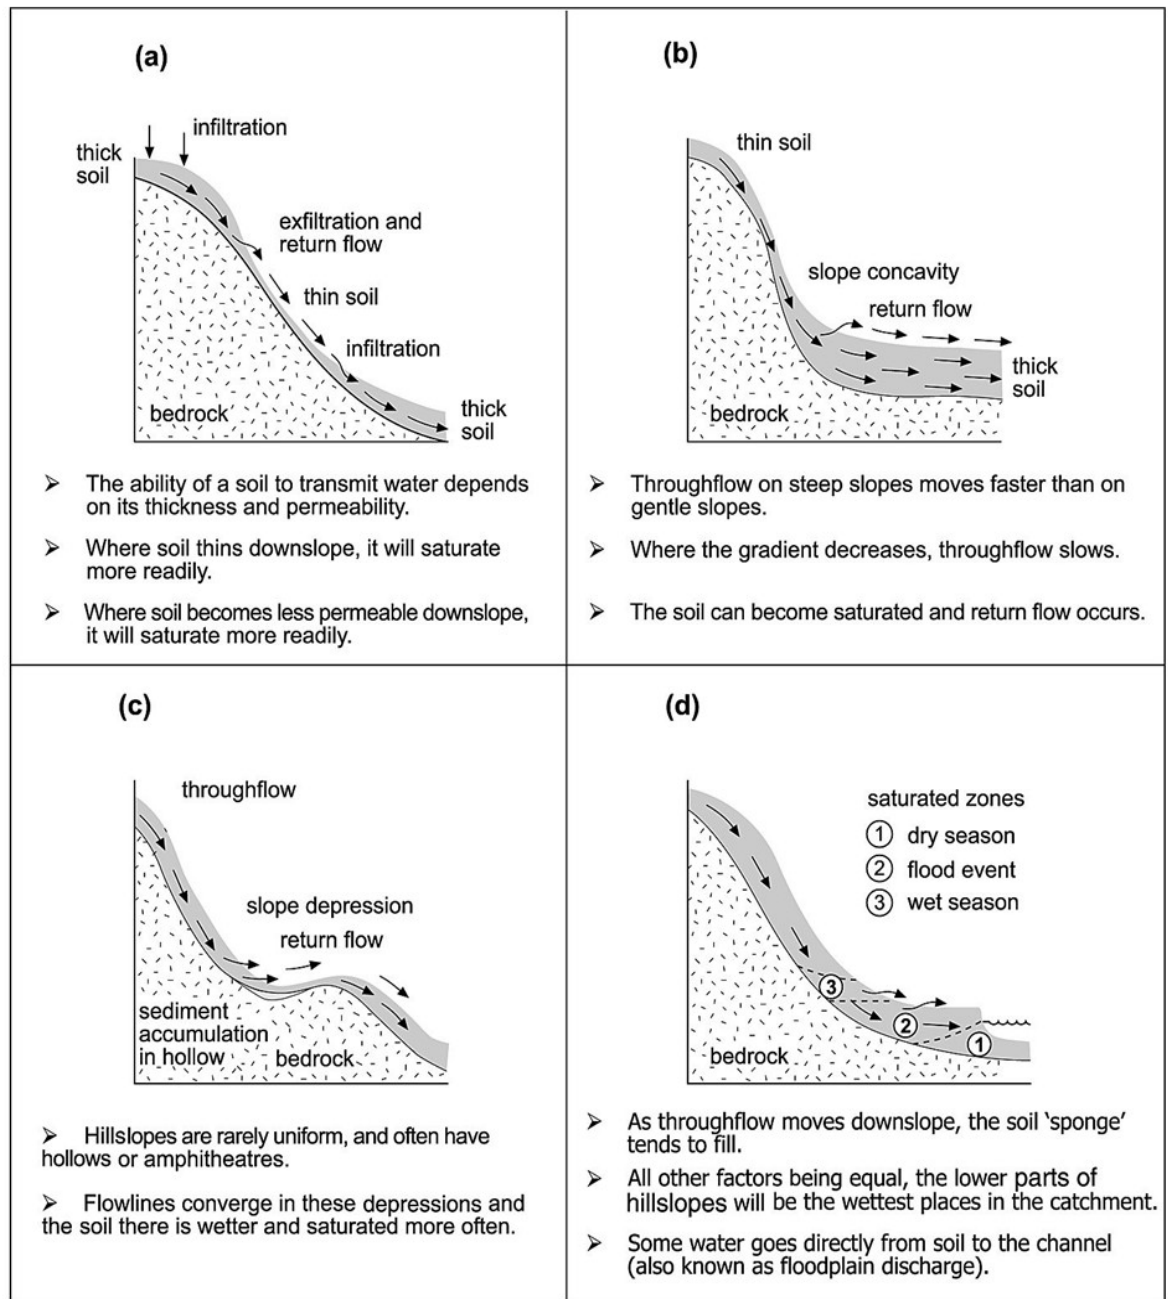 (a)
infiltration
thick
soil
exfiltration and
return flow
thin soil
infiltration
bedrock
thick
soil
➢ The ability of a soil to transmit water depends
on its thickness and permeability.
➢ Where soil thins downslope, it will saturate
more readily.
➢ Where soil becomes less permeable downslope,
it will saturate more readily.
(b)
thin soil
slope concavity
return flow
thick
soil
bedrock
➢ Throughflow on steep slopes moves faster than on
gentle slopes.
➢ Where the gradient decreases, throughflow slows.
➢ The soil can become saturated and return flow occurs.
(c)
throughflow
slope depression
return flow
sediment
accumulation
in hollow
bedrock
➢ Hillslopes are rarely uniform, and often have
hollows or amphitheatres.
➢ Flowlines converge in these depressions and
the soil there is wetter and saturated more often.
(d)
saturated zones
1 dry season
2 flood event
3 wet season
3
2
1
bedrock
➢ As throughflow moves downslope, the soil ‘sponge’
tends to fill.
➢ All other factors being equal, the lower parts of
hillslopes will be the wettest places in the catchment.
➢ Some water goes directly from soil to the channel
(also known as floodplain discharge).